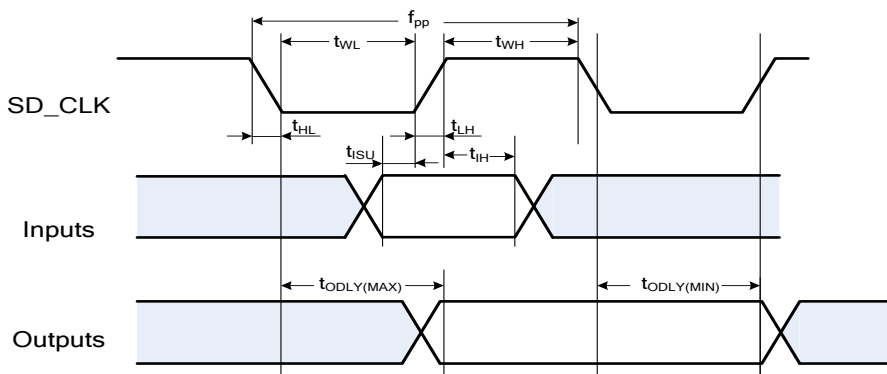 fpp
tWL
tWH
SD_CLK
tHL
tLH
tISU
tIH
Inputs
tODLY(MAX)
tODLY(MIN)
Outputs